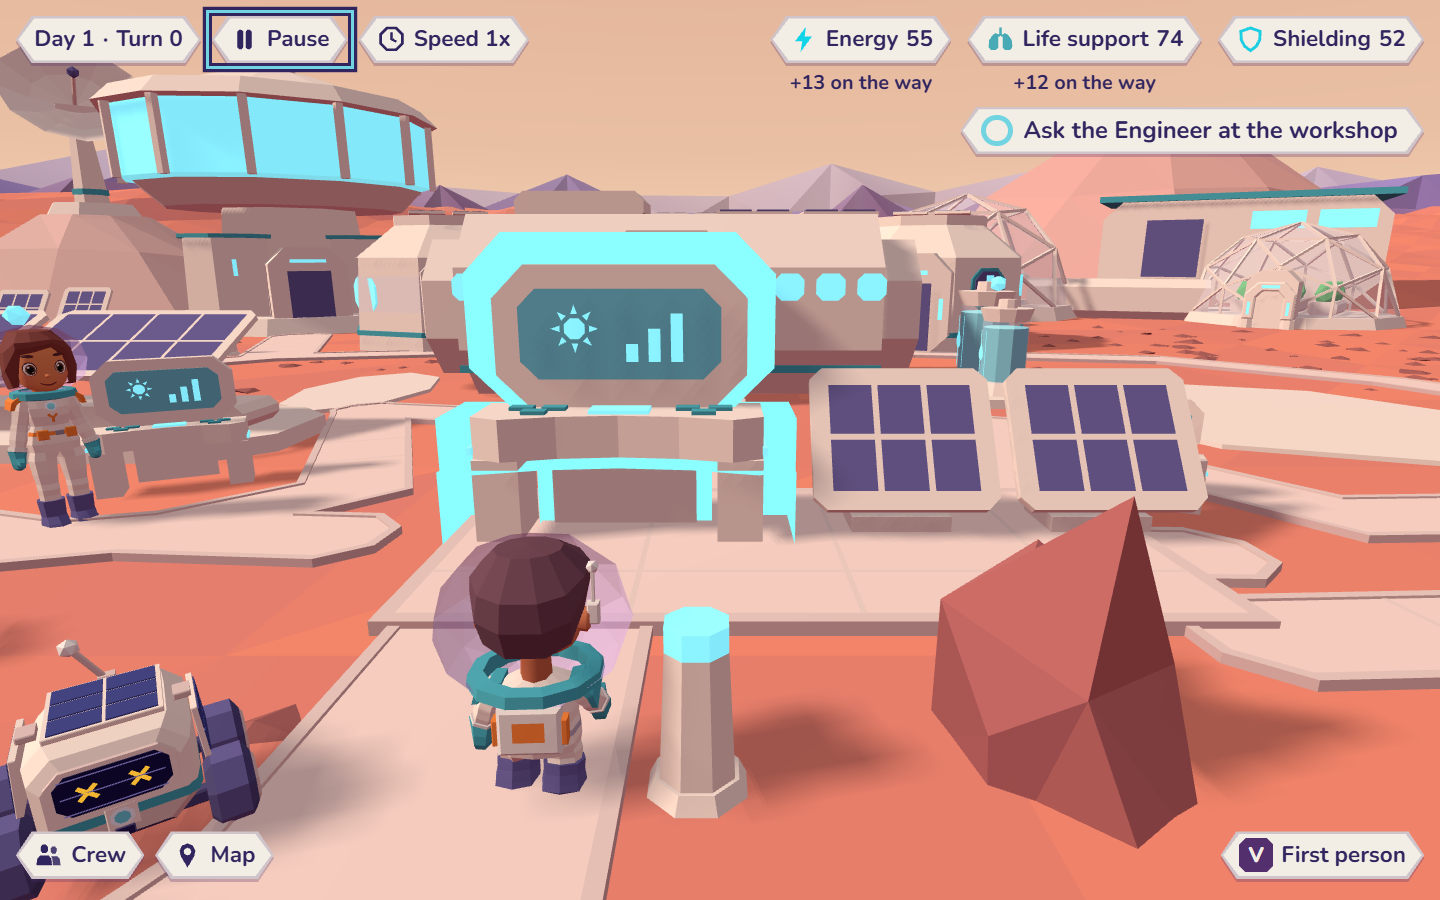 Day 1 · Turn 0
Pause
Speed 1x
Energy 55
Life support 74
Shielding 52
+13 on the way
+12 on the way
Ask the Engineer at the workshop
Crew
Map
V First person